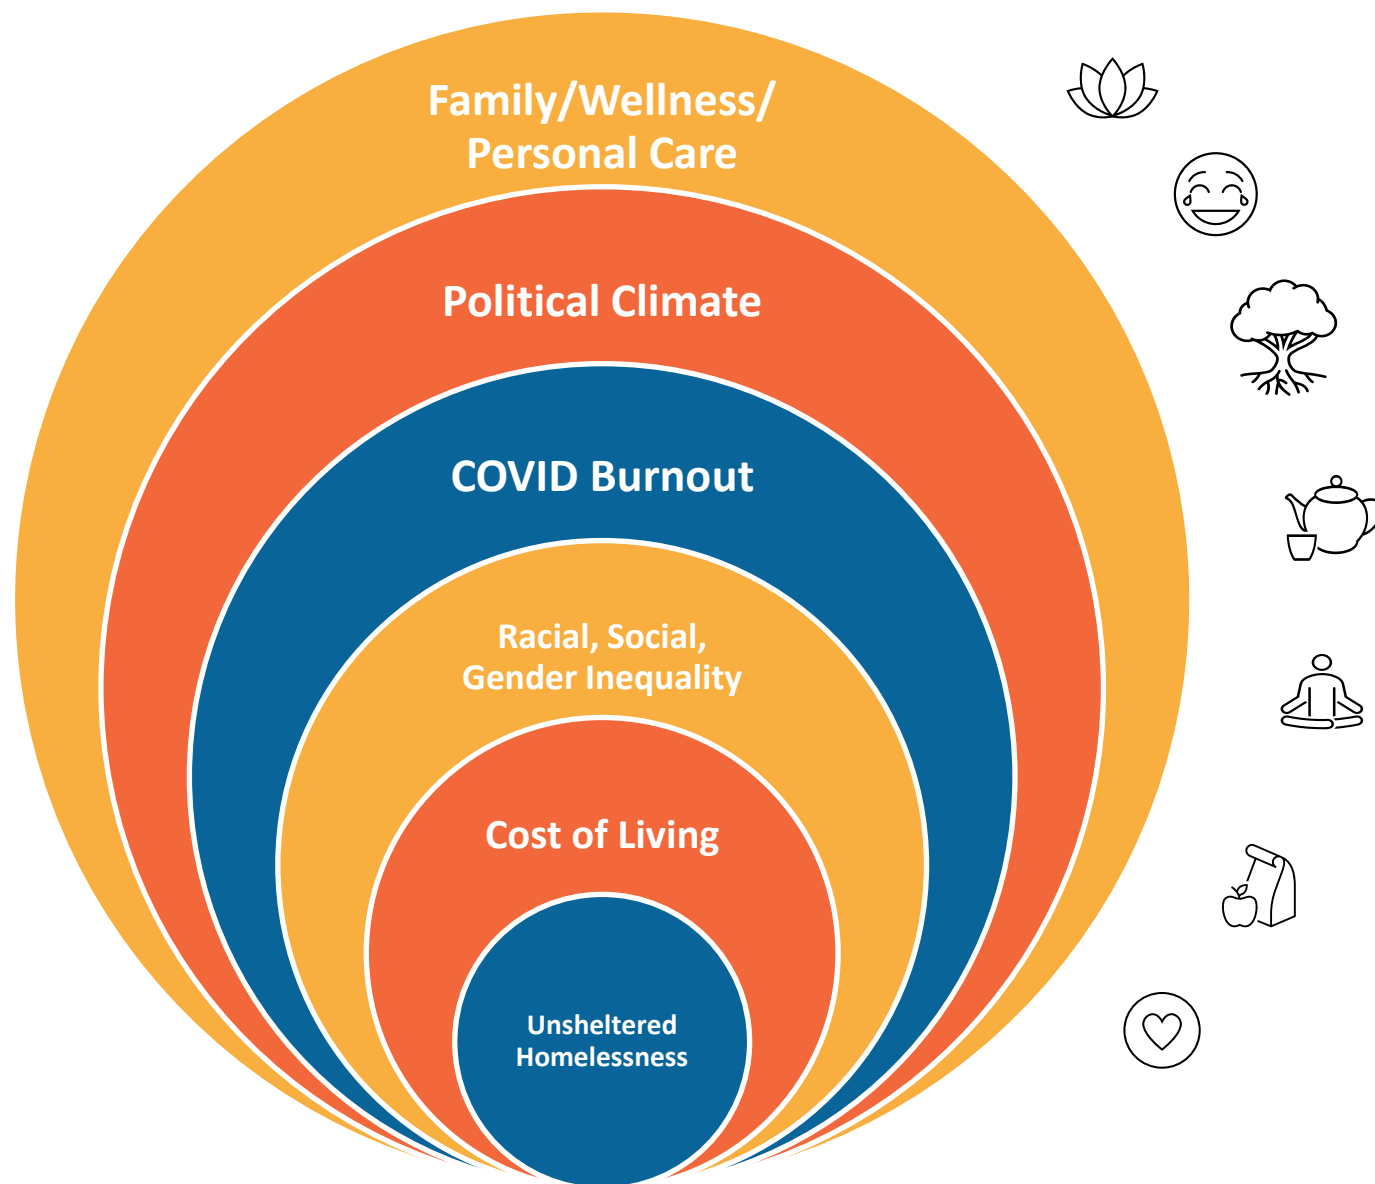 Family/Wellness/
Personal Care
Political Climate
COVID Burnout
Racial, Social,
Gender Inequality
Cost of Living
Unsheltered
Homelessness